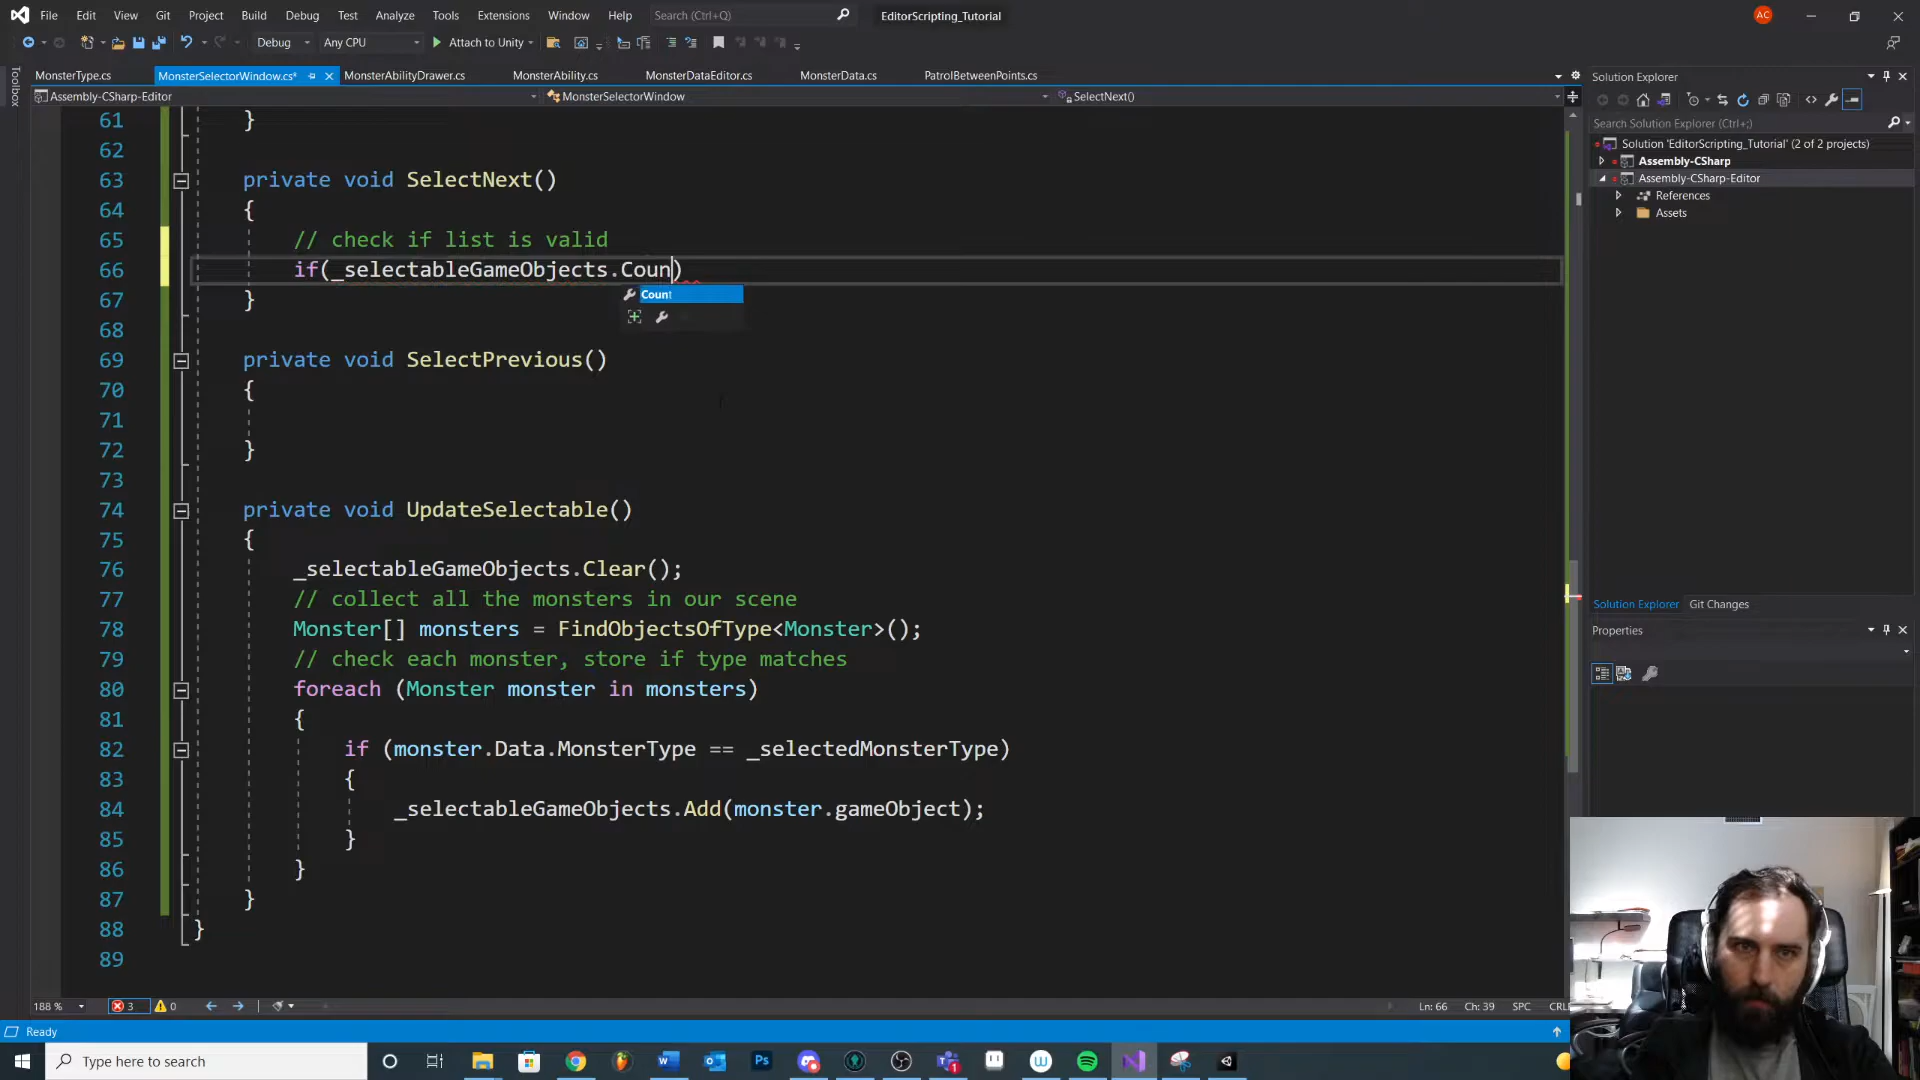 File Edit View Git Project Build Debug Test Analyze Tools Extensions Window Help Search (Ctrl+Q) EditorScripting_Tutorial AC
Debug Any CPU Attach to Unity
Toolbox
MonsterType.cs MonsterSelectorWindow.cs* MonsterAbilityDrawer.cs MonsterAbility.cs MonsterDataEditor.cs MonsterData.cs PatrolBetweenPoints.cs
Assembly-CSharp-Editor MonsterSelectorWindow SelectNext()
61 }
62
63 private void SelectNext()
64 {
65 // check if list is valid
66 if(_selectableGameObjects.Coun)
Count
67 }
68
69 private void SelectPrevious()
70 {
71
72 }
73
74 private void UpdateSelectable()
75 {
76 _selectableGameObjects.Clear();
77 // collect all the monsters in our scene
78 Monster[] monsters = FindObjectsOfType<Monster>();
79 // check each monster, store if type matches
80 foreach (Monster monster in monsters)
81 {
82 if (monster.Data.MonsterType == _selectedMonsterType)
83 {
84 _selectableGameObjects.Add(monster.gameObject);
85 }
86 }
87 }
88 }
89
188 % 3 0 Ln: 66 Ch: 39 SPC CRL
Solution Explorer
Search Solution Explorer (Ctrl+;)
Solution 'EditorScripting_Tutorial' (2 of 2 projects)
Assembly-CSharp
Assembly-CSharp-Editor
References
Assets
Solution Explorer Git Changes
Properties
Ready
Type here to search